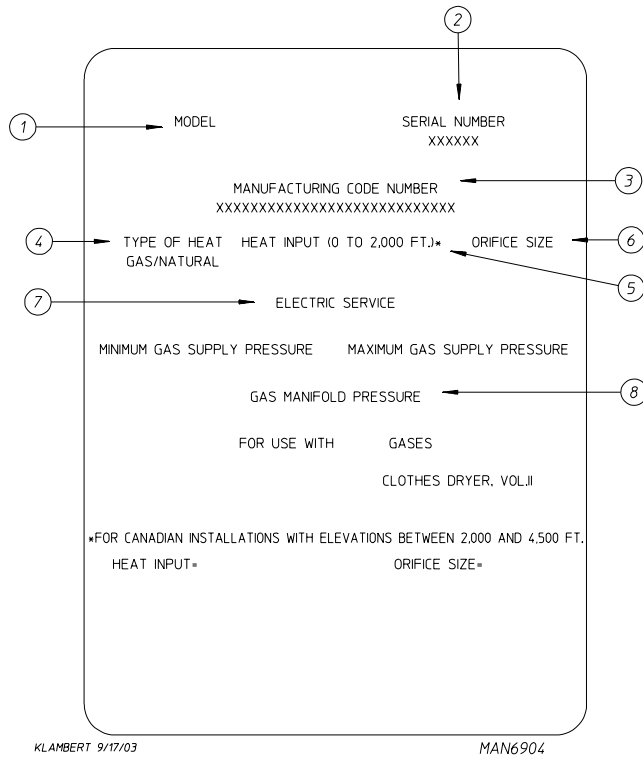 2
1
MODEL
SERIAL NUMBER
XXXXXX
3
MANUFACTURING CODE NUMBER
XXXXXXXXXXXXXXXXXXXXXXXXXXXX
4
TYPE OF HEAT HEAT INPUT (0 TO 2,000 FT.)* ORIFICE SIZE
6
GAS/NATURAL
5
7
ELECTRIC SERVICE
MINIMUM GAS SUPPLY PRESSURE MAXIMUM GAS SUPPLY PRESSURE
8
GAS MANIFOLD PRESSURE
FOR USE WITH GASES
CLOTHES DRYER, VOL.II
*FOR CANADIAN INSTALLATIONS WITH ELEVATIONS BETWEEN 2,000 AND 4,500 FT.
HEAT INPUT= ORIFICE SIZE=
KLAMBERT 9/17/03 MAN6904